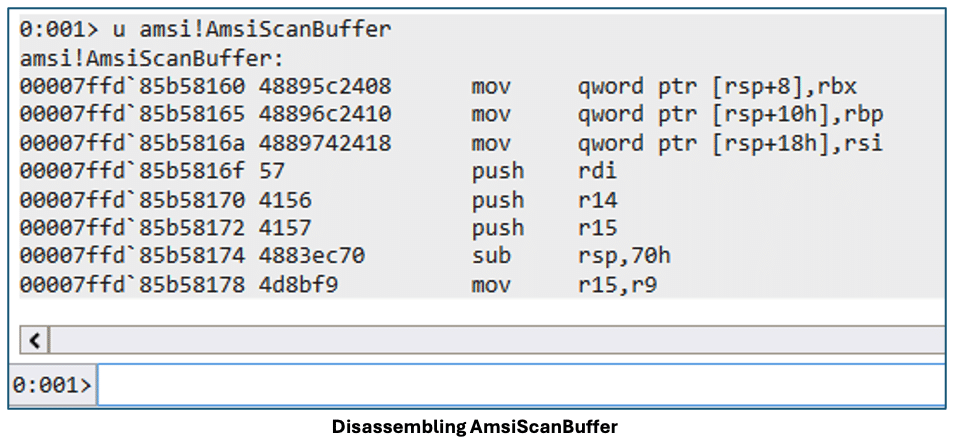 0:001> u amsi!AmsiScanBuffer
amsi!AmsiScanBuffer:
00007ffd`85b58160 48895c2408 mov qword ptr [rsp+8],rbx
00007ffd`85b58165 48896c2410 mov qword ptr [rsp+10h],rbp
00007ffd`85b5816a 4889742418 mov qword ptr [rsp+18h],rsi
00007ffd`85b5816f 57 push rdi
00007ffd`85b58170 4156 push r14
00007ffd`85b58172 4157 push r15
00007ffd`85b58174 4883ec70 sub rsp,70h
00007ffd`85b58178 4d8bf9 mov r15,r9
0:001>
Disassembling AmsiScanBuffer